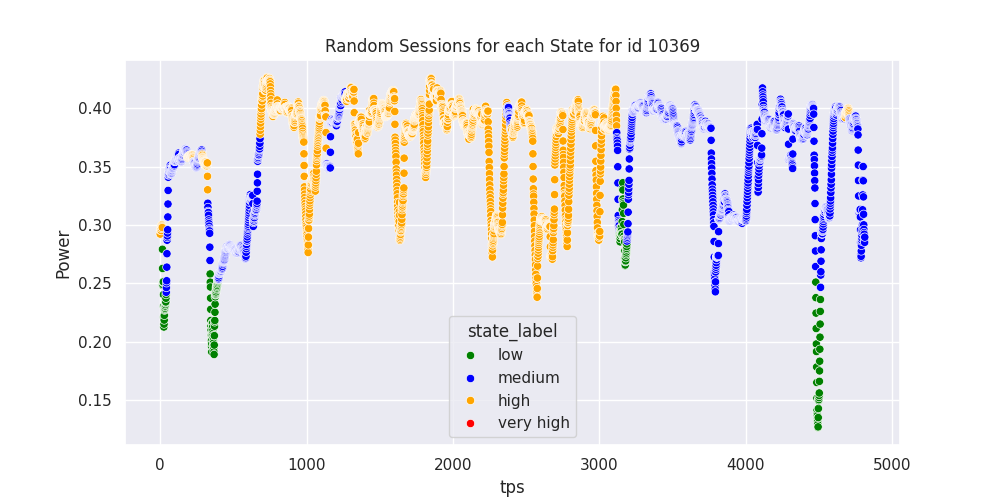 Random Sessions for each State for id 10369
Power
0.40
0.35
0.30
0.25
0.20
0.15
state_label
low
medium
high
very high
0 1000 2000 3000 4000 5000
tps